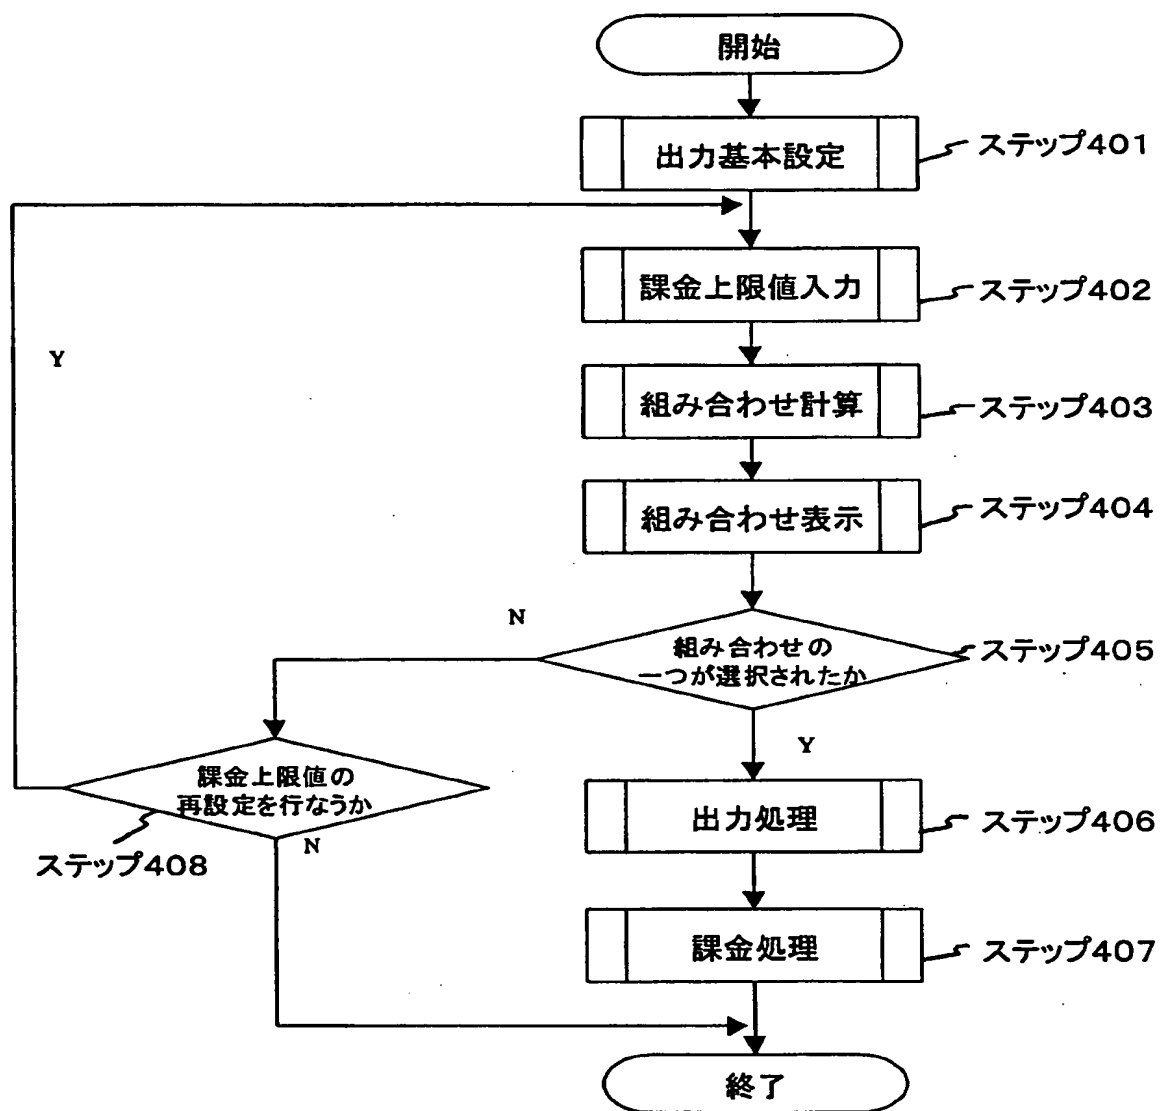 開始
出力基本設定
ステップ401
課金上限値入力
ステップ402
Y
組み合わせ計算
ステップ403
組み合わせ表示
ステップ404
N
組み合わせの
一つが選択されたか
ステップ405
Y
課金上限値の
再設定を行なうか
出力処理
ステップ406
N
ステップ408
課金処理
ステップ407
終了